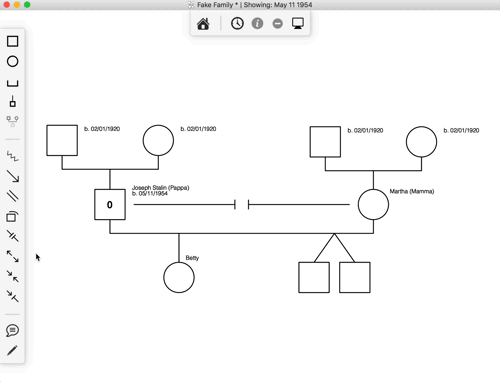 Fake Family * | Showing: May 11 1954
b. 02/01/1920
b. 02/01/1920
b. 02/01/1920
b. 02/01/1920
Joseph Stalin (Pappa)
b. 05/11/1954
0
Martha (Mamma)
Betty